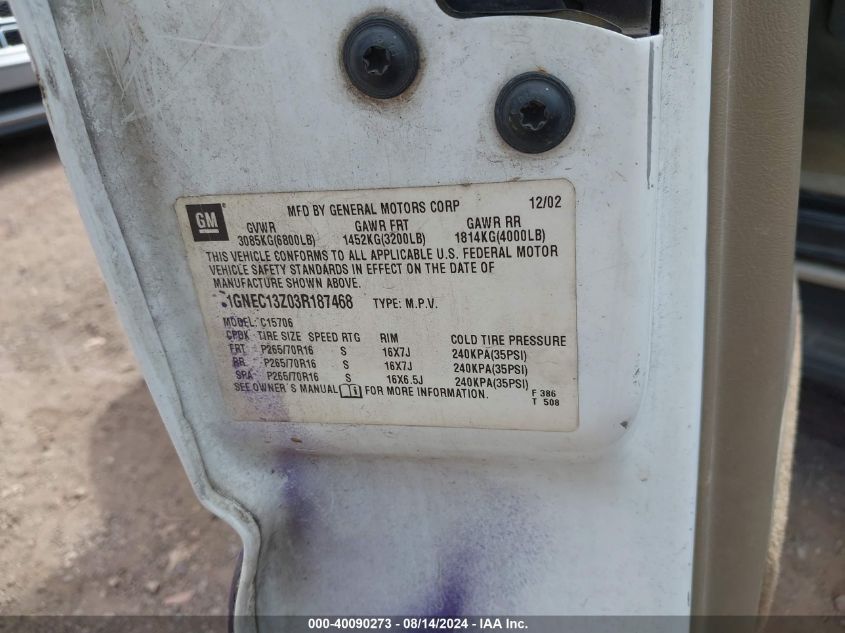 GM
MFD BY GENERAL MOTORS CORP 12/02
GVWR GAWR FRT GAWR RR
3085KG(6800LB) 1452KG(3200LB) 1814KG(4000LB)
THIS VEHICLE CONFORMS TO ALL APPLICABLE U.S. FEDERAL MOTOR
VEHICLE SAFETY STANDARDS IN EFFECT ON THE DATE OF
MANUFACTURE SHOWN ABOVE.
1GNEC13Z03R187468 TYPE: M.P.V.
MODEL: C15706
TIRE SIZE SPEED RTG RIM COLD TIRE PRESSURE
FRT P265/70R16 S 16X7J 240KPA(35PSI)
RR P265/70R16 S 16X7J 240KPA(35PSI)
SPA P265/70R16 S 16X6.5J 240KPA(35PSI)
SEE OWNER'S MANUAL FOR MORE INFORMATION.
F 386
T 508
000-40090273 - 08/14/2024 - IAA Inc.